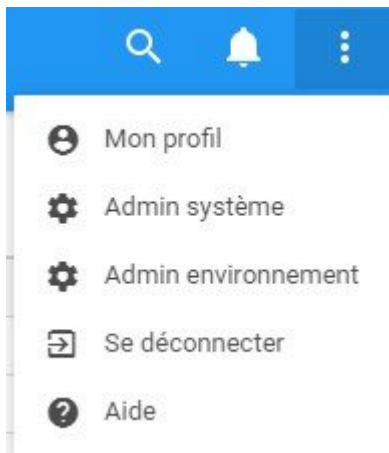 Mon profil
Admin système
Admin environnement
Se déconnecter
Aide